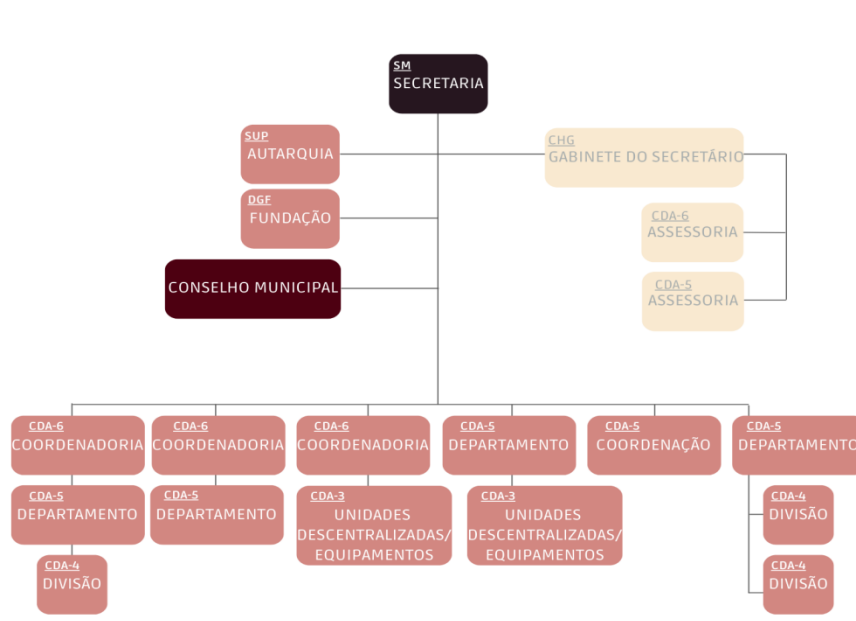 SM
SECRETARIA
SUP
AUTARQUIA
CHG
GABINETE DO SECRETÁRIO
DGF
FUNDAÇÃO
CDA-6
ASSESSORIA
CONSELHO MUNICIPAL
CDA-5
ASSESSORIA
CDA-6
COORDENADORIA
CDA-6
COORDENADORIA
CDA-6
COORDENADORIA
CDA-5
DEPARTAMENTO
CDA-5
COORDENAÇÃO
CDA-5
DEPARTAMENTO
CDA-5
DEPARTAMENTO
CDA-5
DEPARTAMENTO
CDA-3
UNIDADES
DESCENTRALIZADAS/
EQUIPAMENTOS
CDA-3
UNIDADES
DESCENTRALIZADAS/
EQUIPAMENTOS
CDA-4
DIVISÃO
CDA-4
DIVISÃO
CDA-4
DIVISÃO